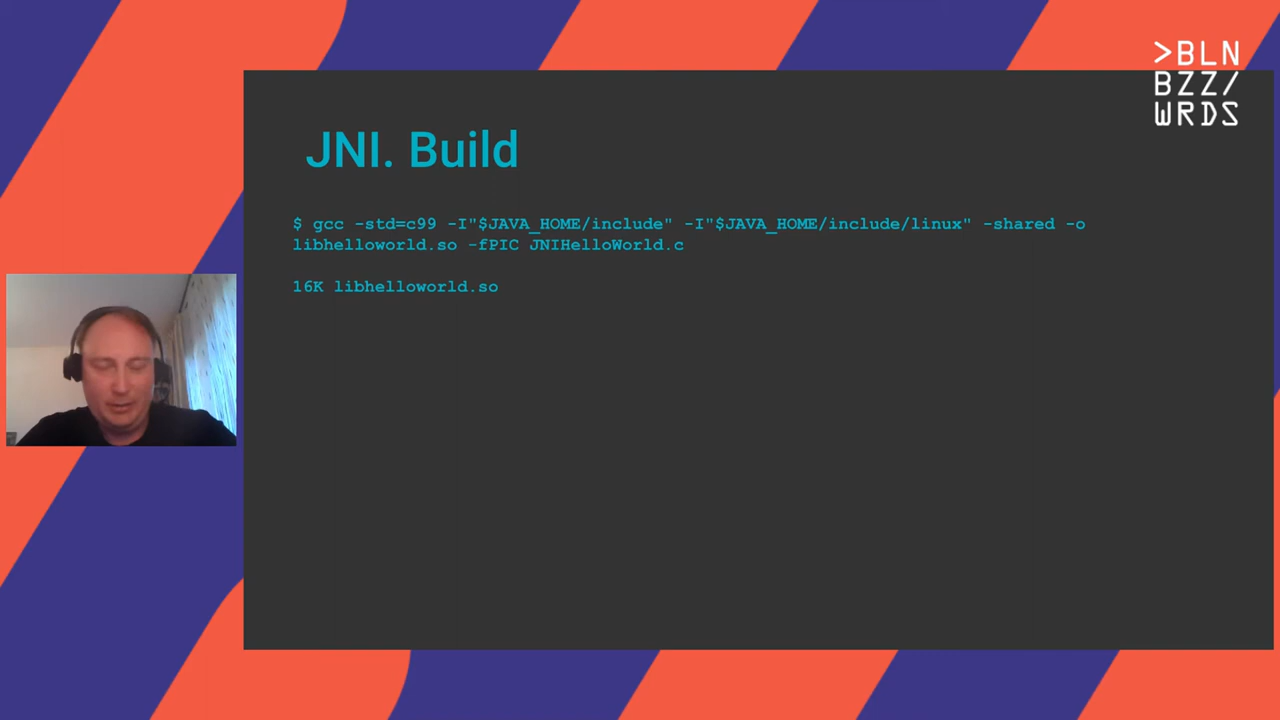 >BLN
BZZ/
WRDS
JNI. Build
$ gcc -std=c99 -I"$JAVA_HOME/include" -I"$JAVA_HOME/include/linux" -shared -o
libhelloworld.so -fPIC JNIHelloWorld.c
16K libhelloworld.so